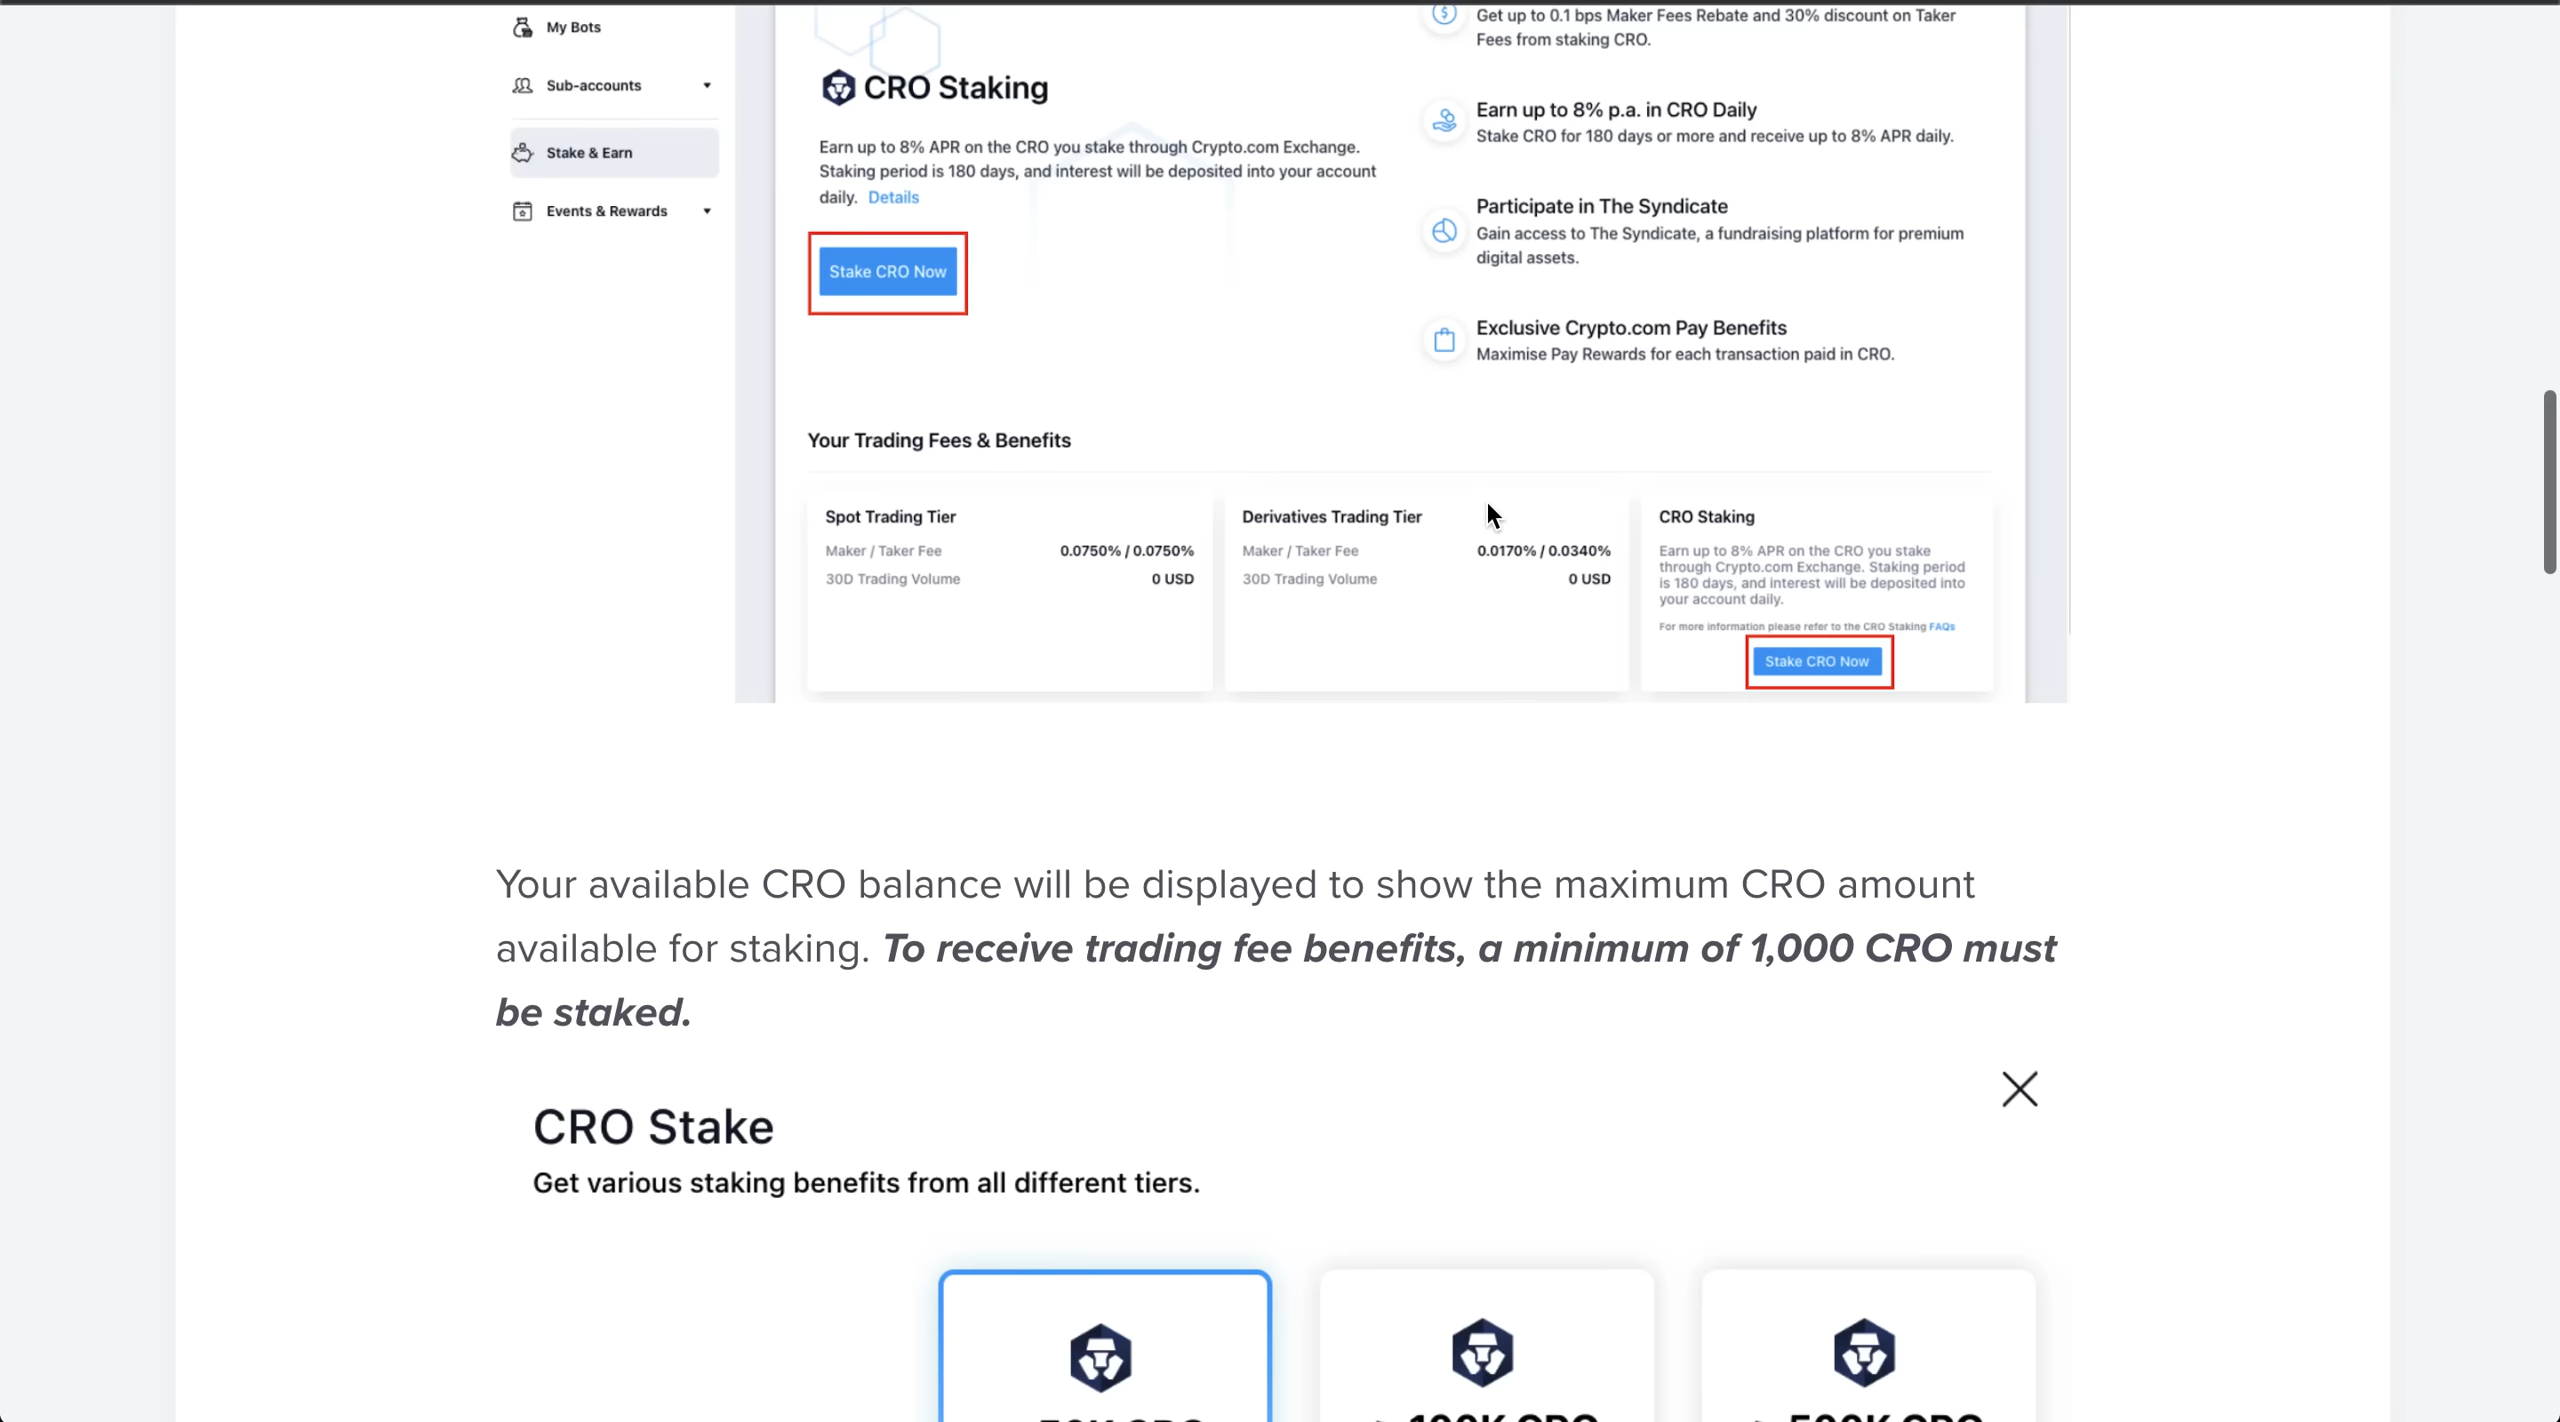 My Bots
Sub-accounts
Stake & Earn
Events & Rewards
CRO Staking
Earn up to 8% APR on the CRO you stake through Crypto.com Exchange.
Staking period is 180 days, and interest will be deposited into your account
daily. Details
Stake CRO Now
Get up to 0.1 bps Maker Fees Rebate and 30% discount on Taker
Fees from staking CRO.
Earn up to 8% p.a. in CRO Daily
Stake CRO for 180 days or more and receive up to 8% APR daily.
Participate in The Syndicate
Gain access to The Syndicate, a fundraising platform for premium
digital assets.
Exclusive Crypto.com Pay Benefits
Maximise Pay Rewards for each transaction paid in CRO.
Your Trading Fees & Benefits
Spot Trading Tier
Maker / Taker Fee 0.0750% / 0.0750%
30D Trading Volume 0 USD
Derivatives Trading Tier
Maker / Taker Fee 0.0170% / 0.0340%
30D Trading Volume 0 USD
CRO Staking
Earn up to 8% APR on the CRO you stake
through Crypto.com Exchange. Staking period
is 180 days, and interest will be deposited into
your account daily.
For more information please refer to the CRO Staking FAQs
Stake CRO Now
Your available CRO balance will be displayed to show the maximum CRO amount
available for staking. To receive trading fee benefits, a minimum of 1,000 CRO must
be staked.
CRO Stake
Get various staking benefits from all different tiers.